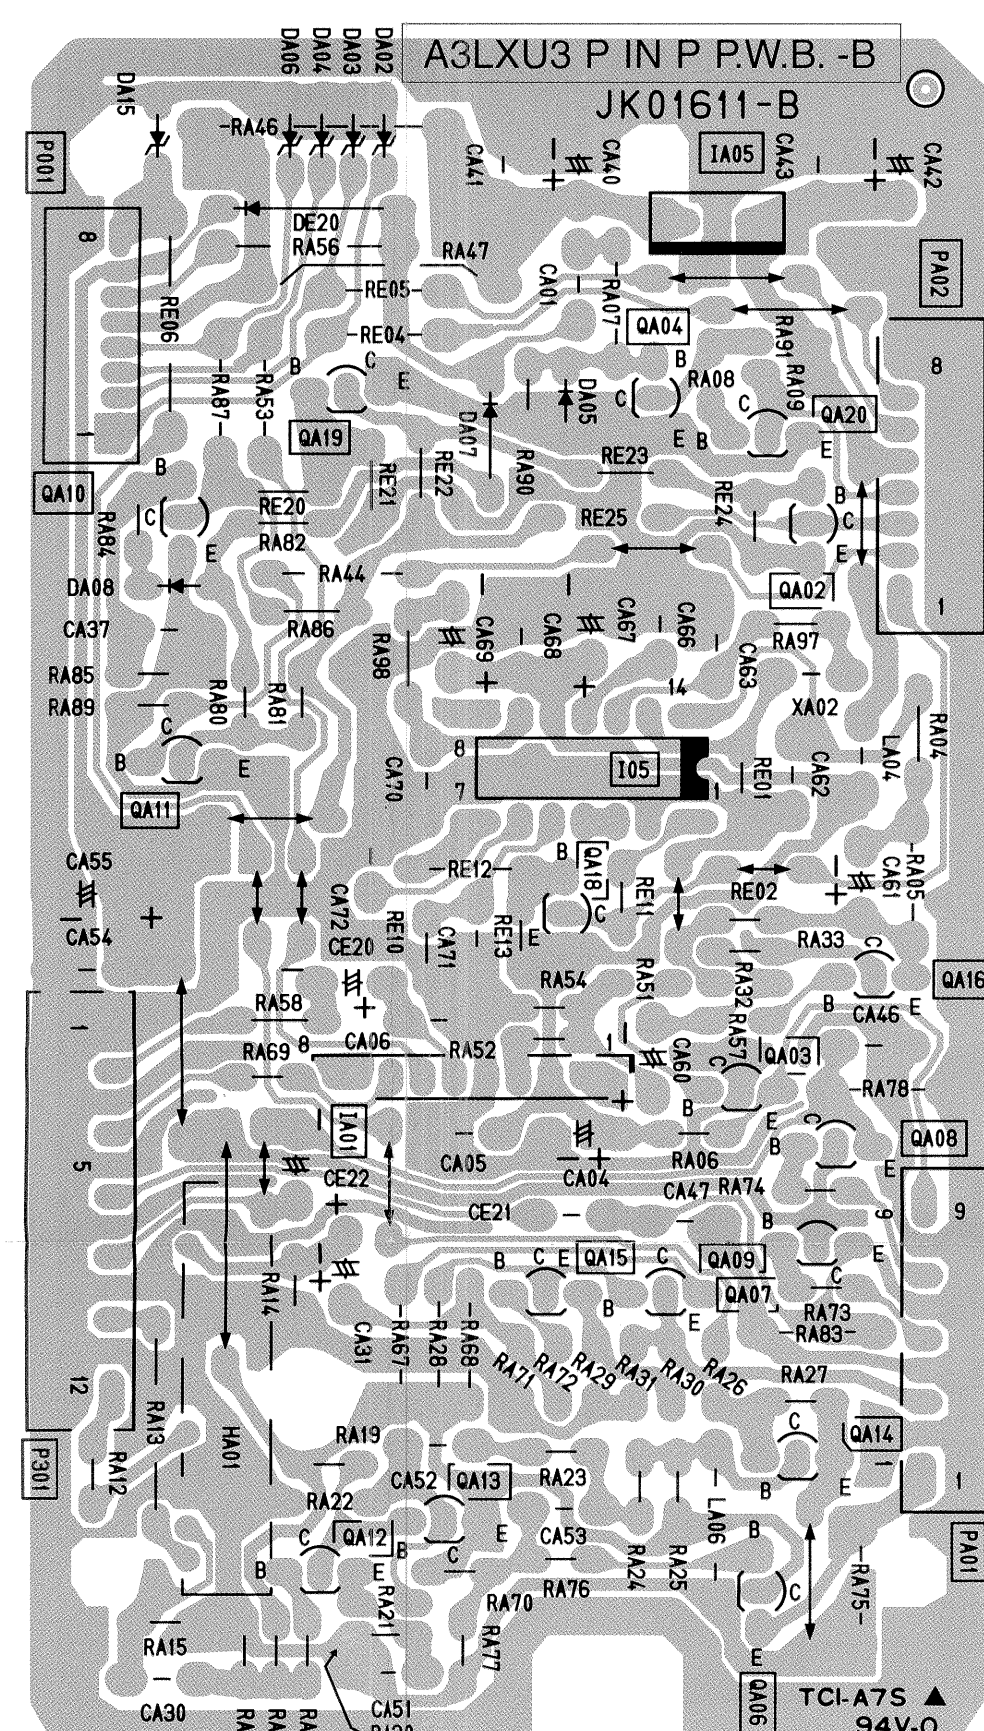 A3LXU3 P IN P P.W.B. -B
JK01611-B
DA06
DA04
DA03
DA02
DA15
P001
RA46
CA41
CA40
IA05
CA43
CA42
8
DE20
RA56
RA47
PA02
RE06
RE05
RE04
CA01
RA07
QA04
RA91
RA09
RA08
QA20
8
B
C
E
RA87
RA53
QA19
DA07
DA05
C
B
E
B
C
E
1
QA10
B
C
E
RA84
RE20
RA82
RE21
RE22
RA90
RE23
RE25
RE24
B
C
E
DA08
RA44
QA02
1
CA37
RA86
RA98
CA69
CA68
CA67
CA66
CA63
RA97
RA85
RA89
RA80
RA81
14
XA02
C
B
E
QA11
CA70
8
7
I05
1
RE01
CA62
LA04
RA04
CA55
CA54
CA72
RE12
B
QA18
C
E
RE11
RE02
CA61
RA05
CE20
RE10
CA71
RE13
RA33
C
B
E
QA16
RA58
RA54
RA51
RA32
CA46
1
8
CA06
RA69
RA52
1
CA60
RA57
C
QA03
B
E
RA78
IA01
5
CE22
CA05
CA04
RA06
CA47
RA74
C
B
E
QA08
CE21
B
C
E
9
9
B
C
E
QA15
C
B
E
QA09
QA07
RA14
CA31
RA67
RA28
RA68
RA71
RA72
RA29
RA31
RA30
RA26
RA73
RA83
RA27
12
RA13
HA01
RA19
C
QA14
1
1
P301
RA12
RA22
CA52
QA13
RA23
B
E
C
QA12
B
E
B
C
E
CA53
RA24
RA25
LA06
B
C
E
RA75
PA01
RA21
RA70
RA76
RA15
RA77
CA30
CA51
QA06
TCI-A7S
94V-0